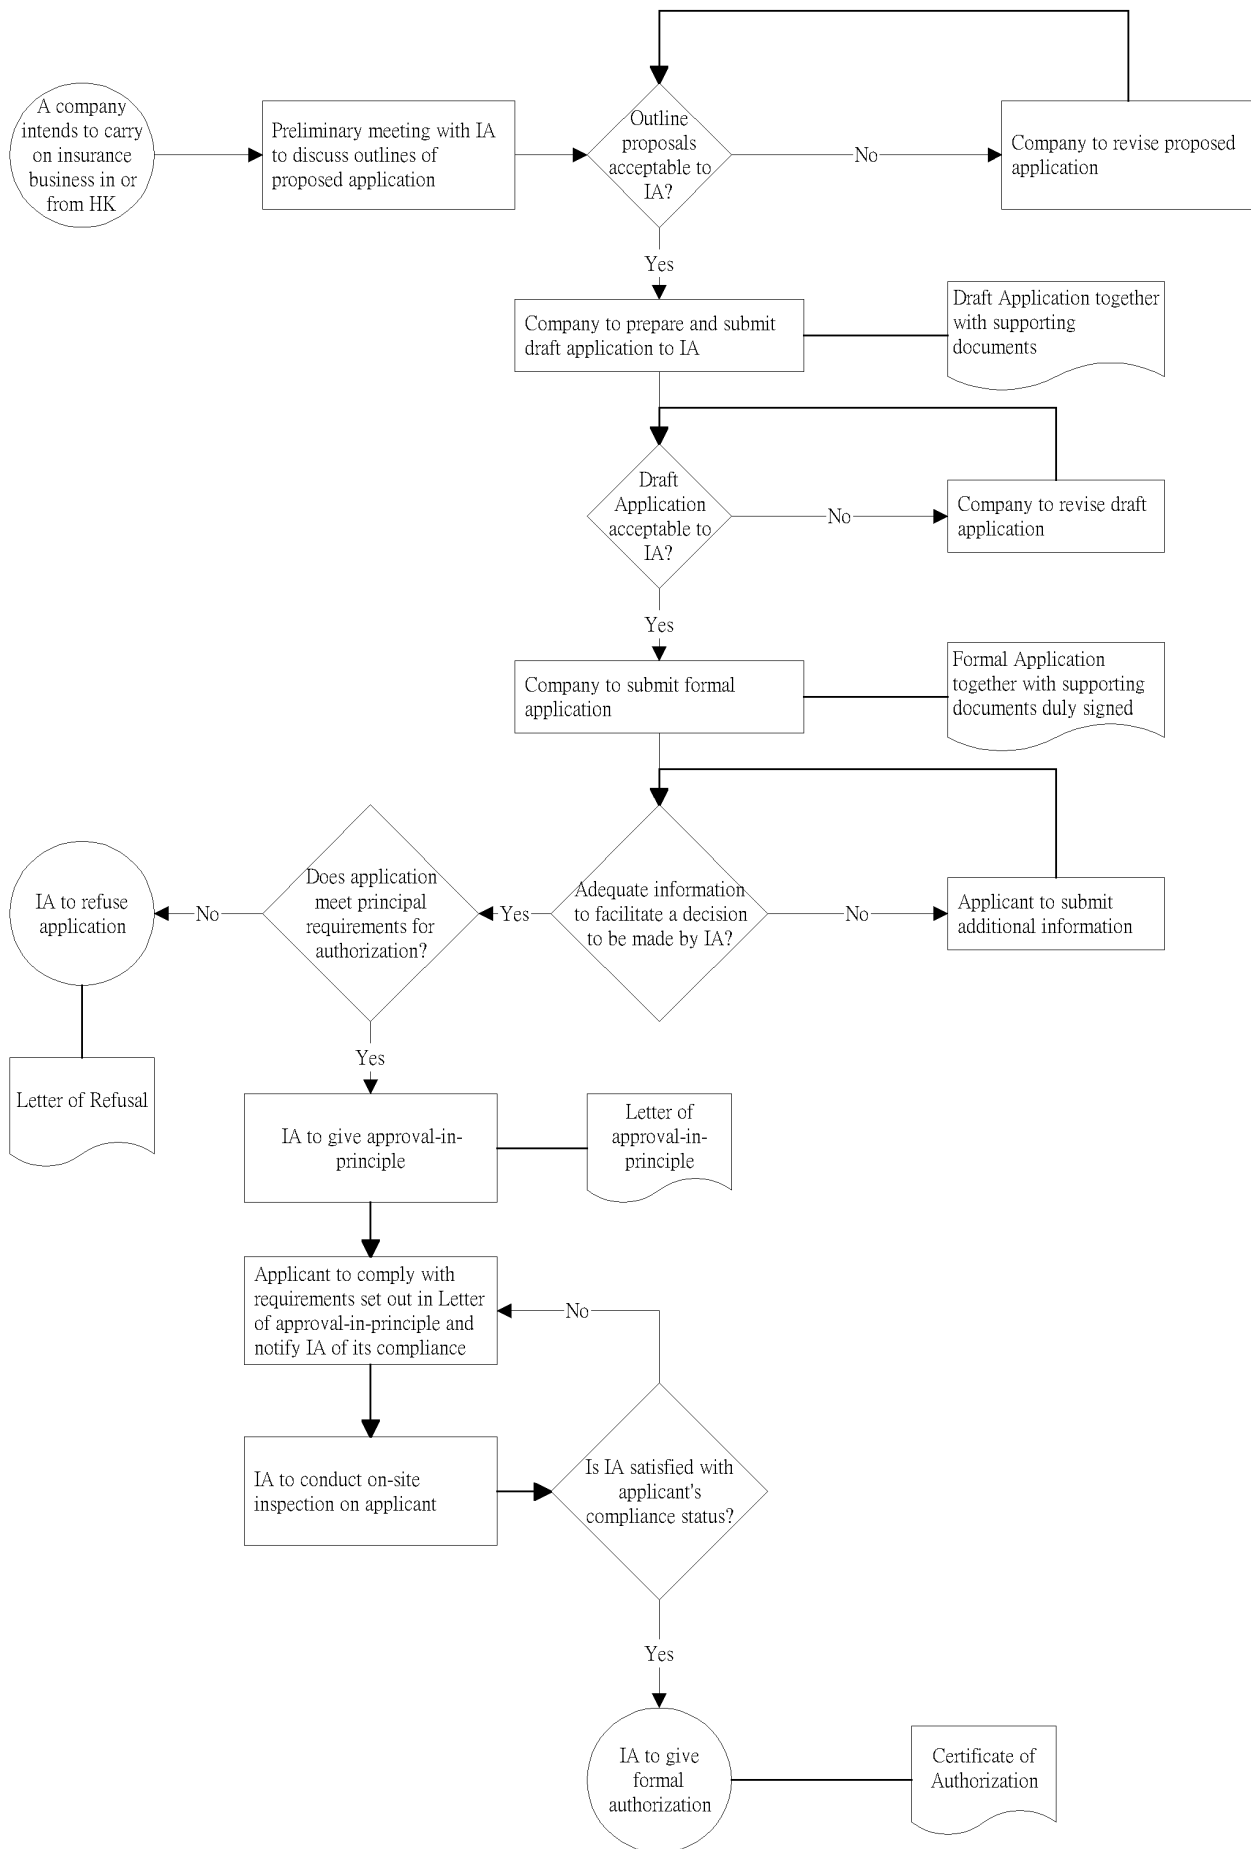 A company
intends to carry
on insurance
business in or
from HK
Preliminary meeting with IA
to discuss outlines of
proposed application
Outline
proposals
acceptable to
IA?
No
Company to revise proposed
application
Yes
Company to prepare and submit
draft application to IA
Draft Application together
with supporting
documents
Draft
Application
acceptable to
IA?
No
Company to revise draft
application
Yes
Company to submit formal
application
Formal Application
together with supporting
documents duly signed
Adequate information
to facilitate a decision
to be made by IA?
No
Applicant to submit
additional information
Yes
Does application
meet principal
requirements for
authorization?
No
IA to refuse
application
Letter of Refusal
Yes
IA to give approval-in-
principle
Letter of
approval-in-
principle
Applicant to comply with
requirements set out in Letter
of approval-in-principle and
notify IA of its compliance
No
IA to conduct on-site
inspection on applicant
Is IA satisfied with
applicant's
compliance status?
Yes
IA to give
formal
authorization
Certificate of
Authorization